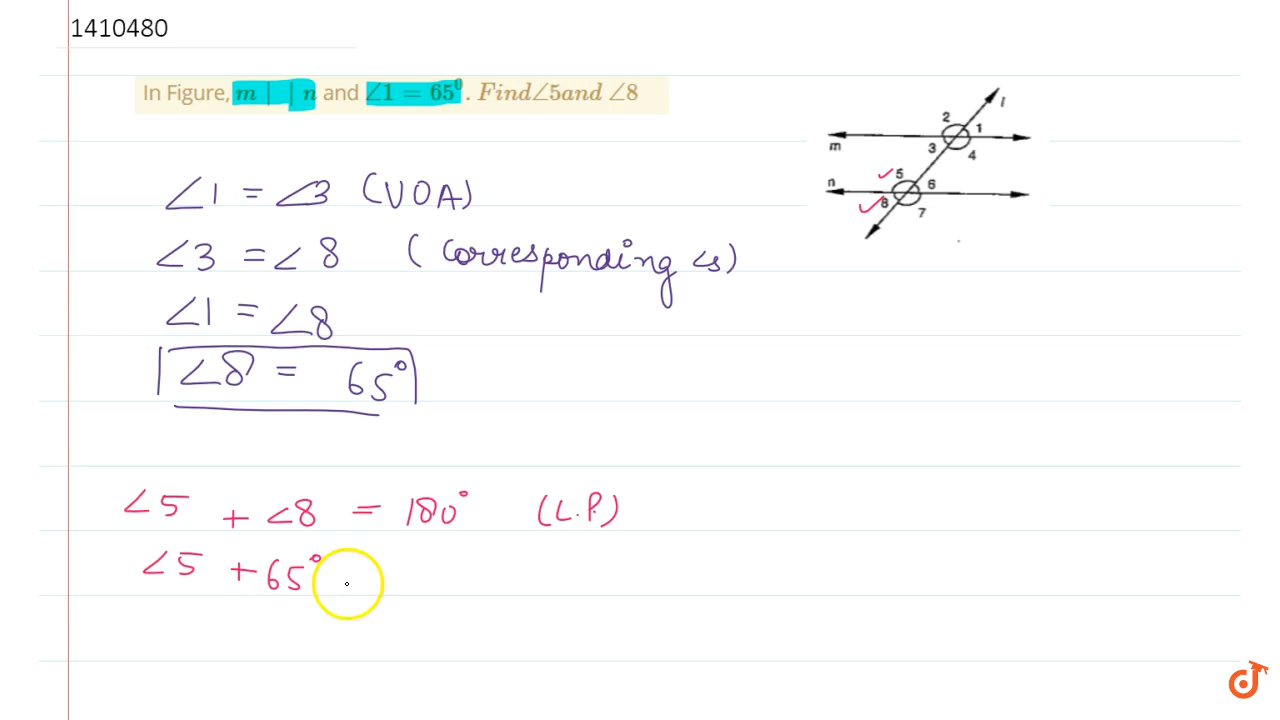 1410480
In Figure, m | | n and ∠1 = 65⁰. Find∠5and ∠8
l
2 1
m 3 4
n 5 6
8 7
∠1 = ∠3 (VOA)
∠3 = ∠8 (Corresponding ∠s)
∠1 = ∠8
∠8 = 65°
∠5 + ∠8 = 180° (L.P.)
∠5 + 65°